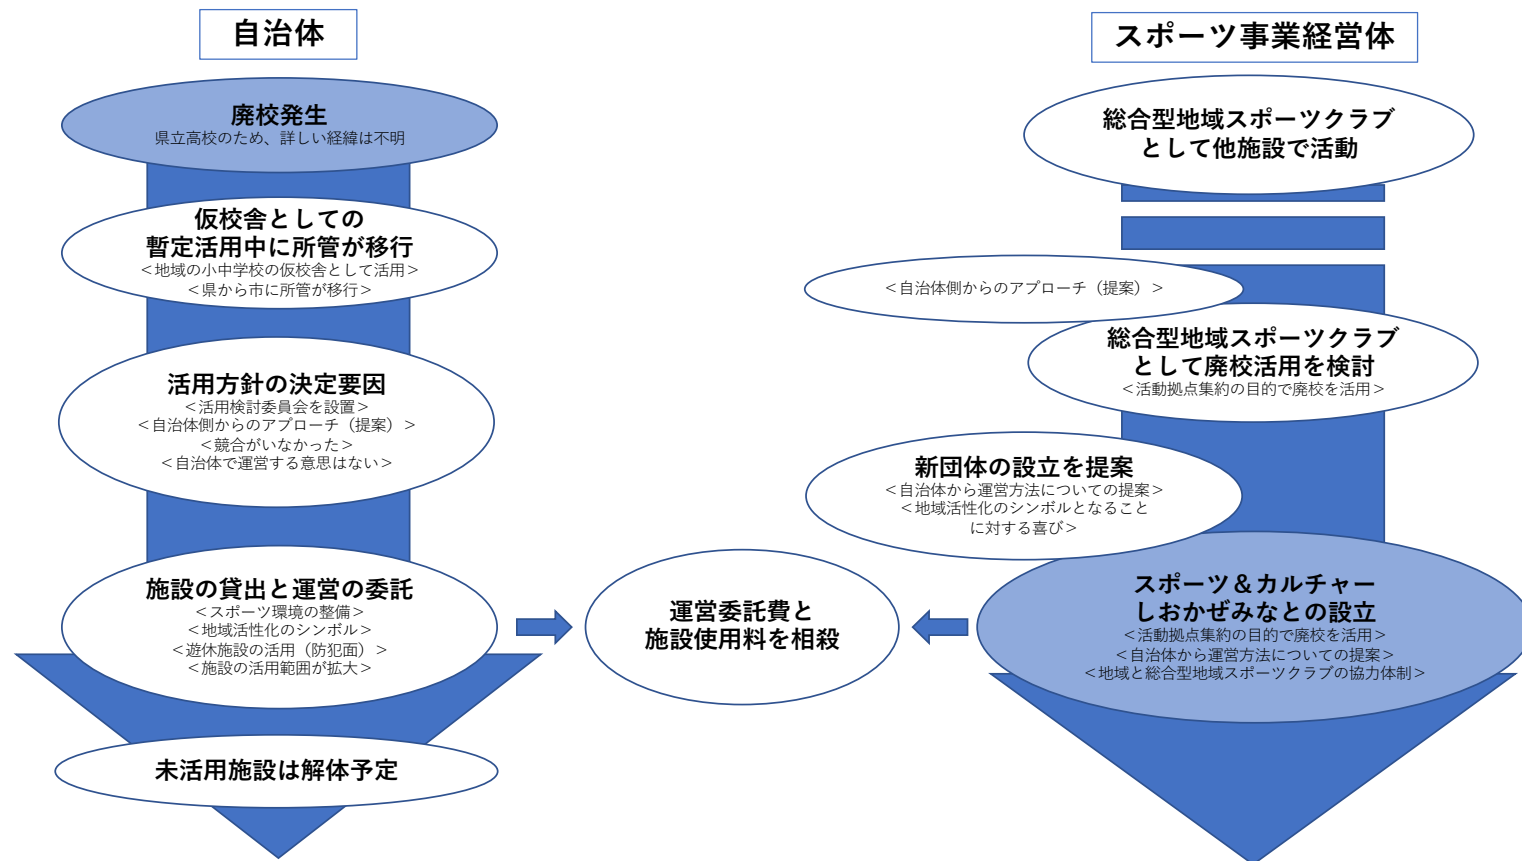 自治体
廃校発生
県立高校のため、詳しい経緯は不明
仮校舎としての
暫定活用中に所管が移行
＜地域の小中学校の仮校舎として活用＞
＜県から市に所管が移行＞
活用方針の決定要因
＜活用検討委員会を設置＞
＜自治体側からのアプローチ（提案）＞
＜競合がいなかった＞
＜自治体で運営する意思はない＞
施設の貸出と運営の委託
＜スポーツ環境の整備＞
＜地域活性化のシンボル＞
＜遊休施設の活用（防犯面）＞
＜施設の活用範囲が拡大＞
未活用施設は解体予定
運営委託費と
施設使用料を相殺
スポーツ事業経営体
総合型地域スポーツクラブ
として他施設で活動
＜自治体側からのアプローチ（提案）＞
総合型地域スポーツクラブ
として廃校活用を検討
＜活動拠点集約の目的で廃校を活用＞
新団体の設立を提案
＜自治体から運営方法についての提案＞
＜地域活性化のシンボルとなること
に対する喜び＞
スポーツ＆カルチャー
しおかぜみなとの設立
＜活動拠点集約の目的で廃校を活用＞
＜自治体から運営方法についての提案＞
＜地域と総合型地域スポーツクラブの協力体制＞